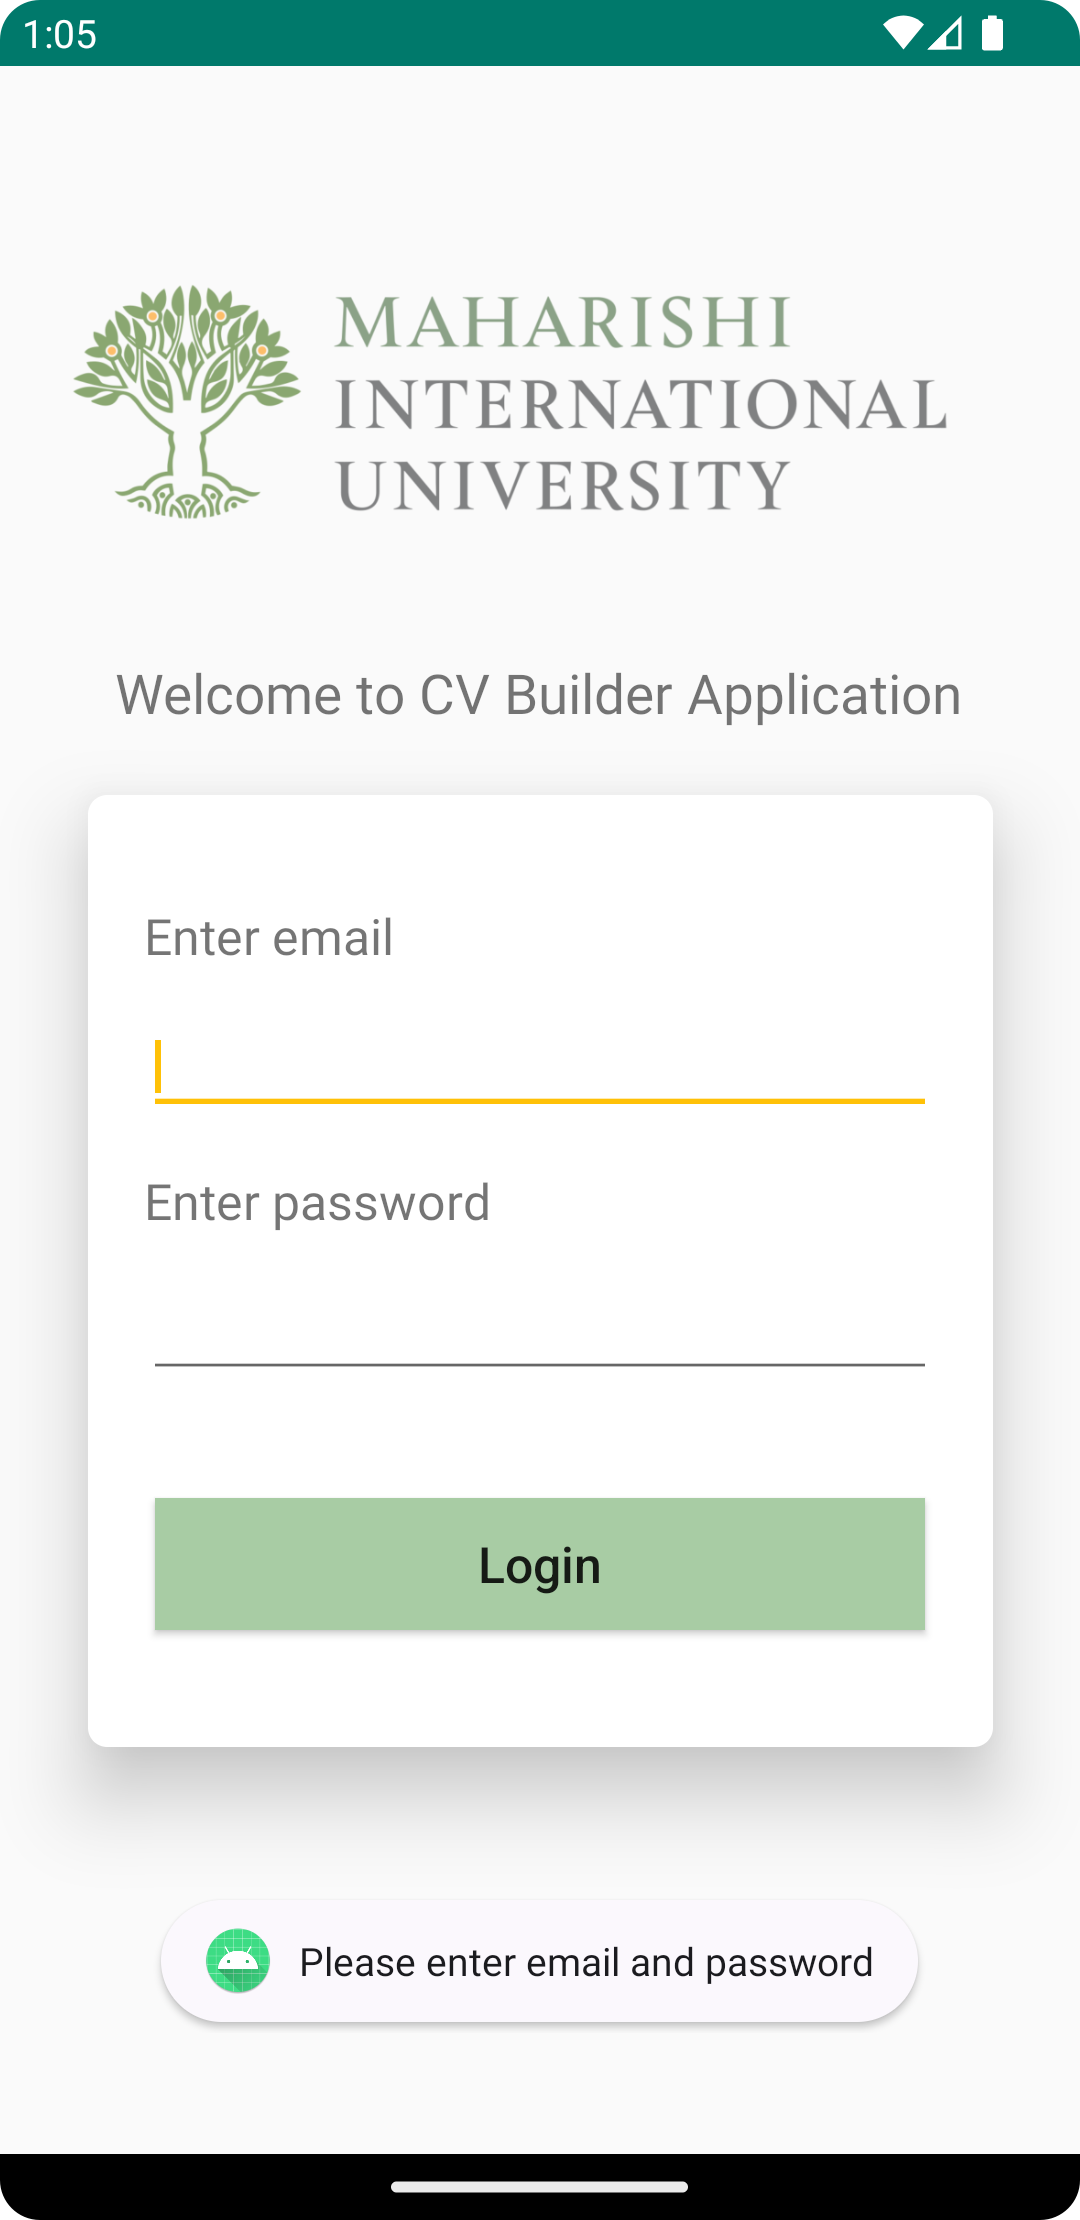 1:05
MAHARISHI
INTERNATIONAL
UNIVERSITY
Welcome to CV Builder Application
Enter email
Enter password
Login
Please enter email and password